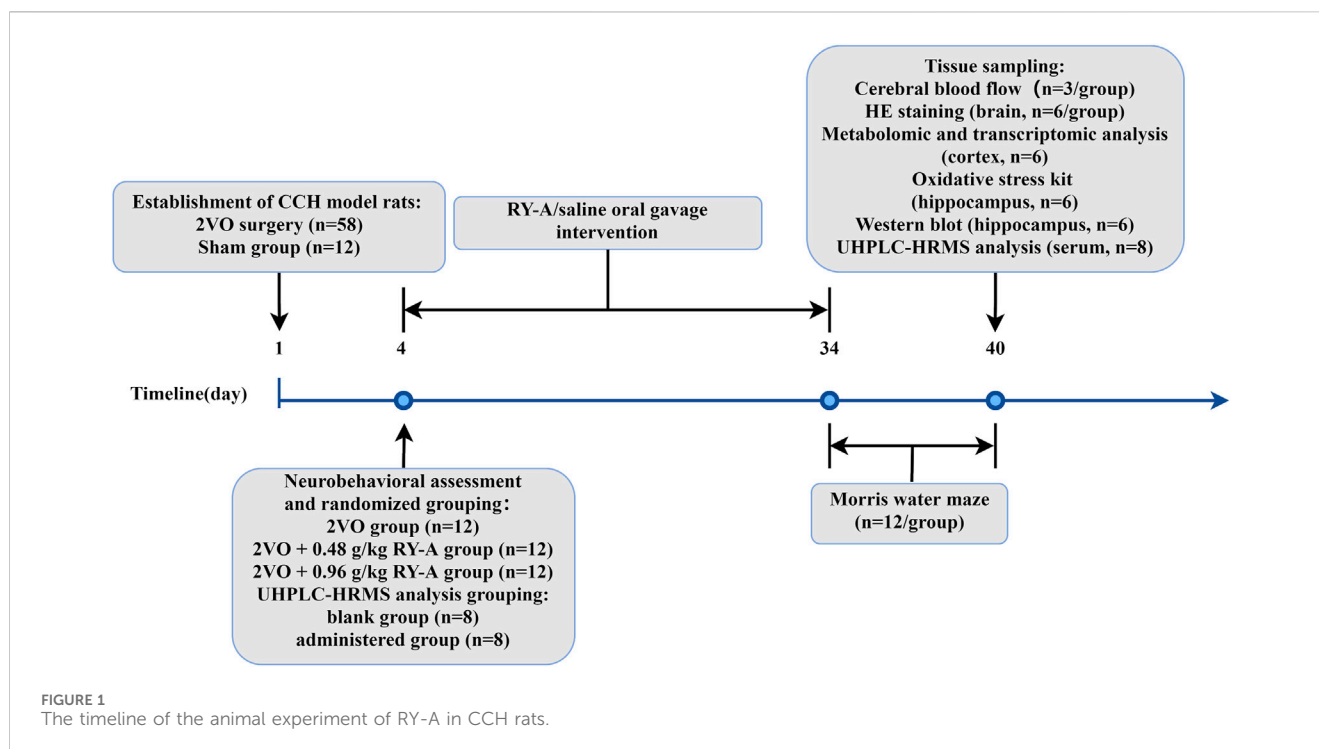 Establishment of CCH model rats:
2VO surgery (n=58)
Sham group (n=12)
RY-A/saline oral gavage
intervention
Tissue sampling:
Cerebral blood flow（n=3/group)
HE staining (brain, n=6/group)
Metabolomic and transcriptomic analysis
(cortex, n=6)
Oxidative stress kit
(hippocampus, n=6)
Western blot (hippocampus, n=6)
UHPLC-HRMS analysis (serum, n=8)
1 4 34 40
Timeline(day)
Neurobehavioral assessment
and randomized grouping：
2VO group (n=12)
2VO + 0.48 g/kg RY-A group (n=12)
2VO + 0.96 g/kg RY-A group (n=12)
UHPLC-HRMS analysis grouping:
blank group (n=8)
administered group (n=8)
Morris water maze
(n=12/group)
FIGURE 1
The timeline of the animal experiment of RY-A in CCH rats.